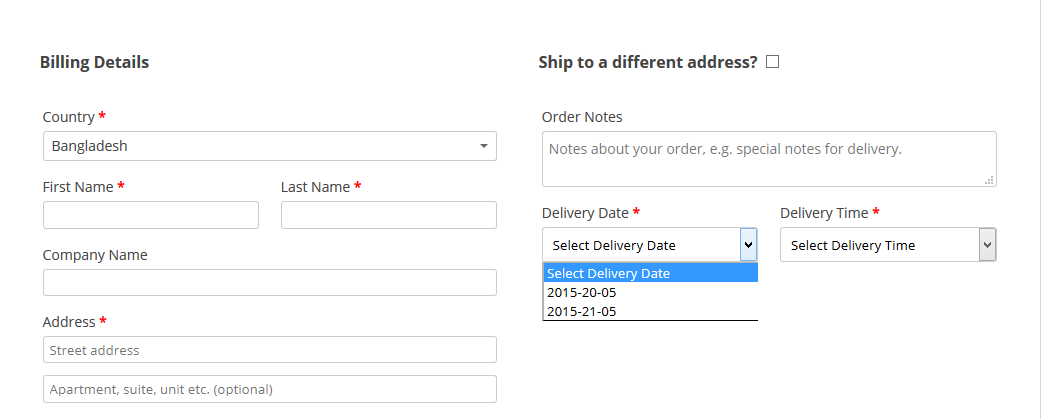 Billing Details
Country *
Bangladesh
First Name *
Last Name *
Company Name
Address *
Street address
Apartment, suite, unit etc. (optional)
Ship to a different address?
Order Notes
Notes about your order, e.g. special notes for delivery.
Delivery Date *
Select Delivery Date
Select Delivery Date
2015-20-05
2015-21-05
Delivery Time *
Select Delivery Time